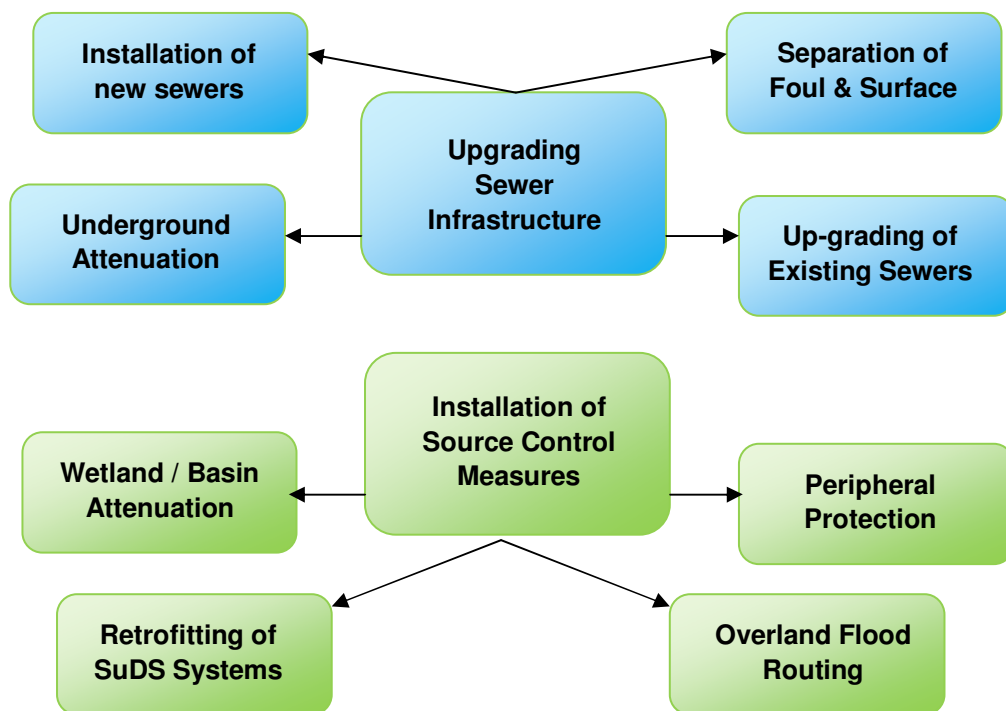 Installation of
new sewers
Separation of
Foul & Surface
Upgrading
Sewer
Infrastructure
Underground
Attenuation
Up-grading of
Existing Sewers
Installation of
Source Control
Measures
Wetland / Basin
Attenuation
Peripheral
Protection
Retrofitting of
SuDS Systems
Overland Flood
Routing